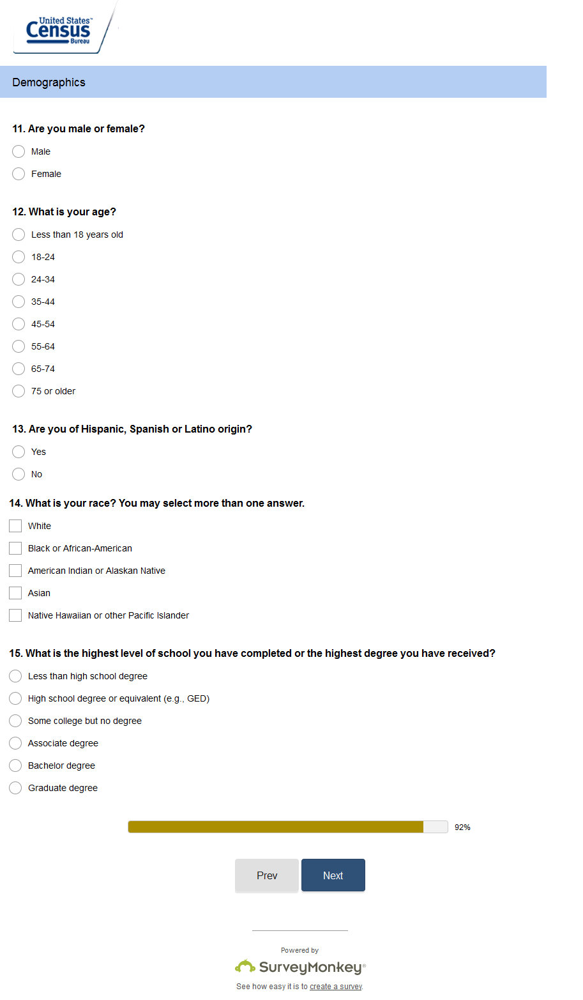 United States™
Census
Bureau
Demographics
11. Are you male or female?
Male
Female
12. What is your age?
Less than 18 years old
18-24
24-34
35-44
45-54
55-64
65-74
75 or older
13. Are you of Hispanic, Spanish or Latino origin?
Yes
No
14. What is your race? You may select more than one answer.
White
Black or African-American
American Indian or Alaskan Native
Asian
Native Hawaiian or other Pacific Islander
15. What is the highest level of school you have completed or the highest degree you have received?
Less than high school degree
High school degree or equivalent (e.g., GED)
Some college but no degree
Associate degree
Bachelor degree
Graduate degree
92%
Prev Next
Powered by
SurveyMonkey®
See how easy it is to create a survey.